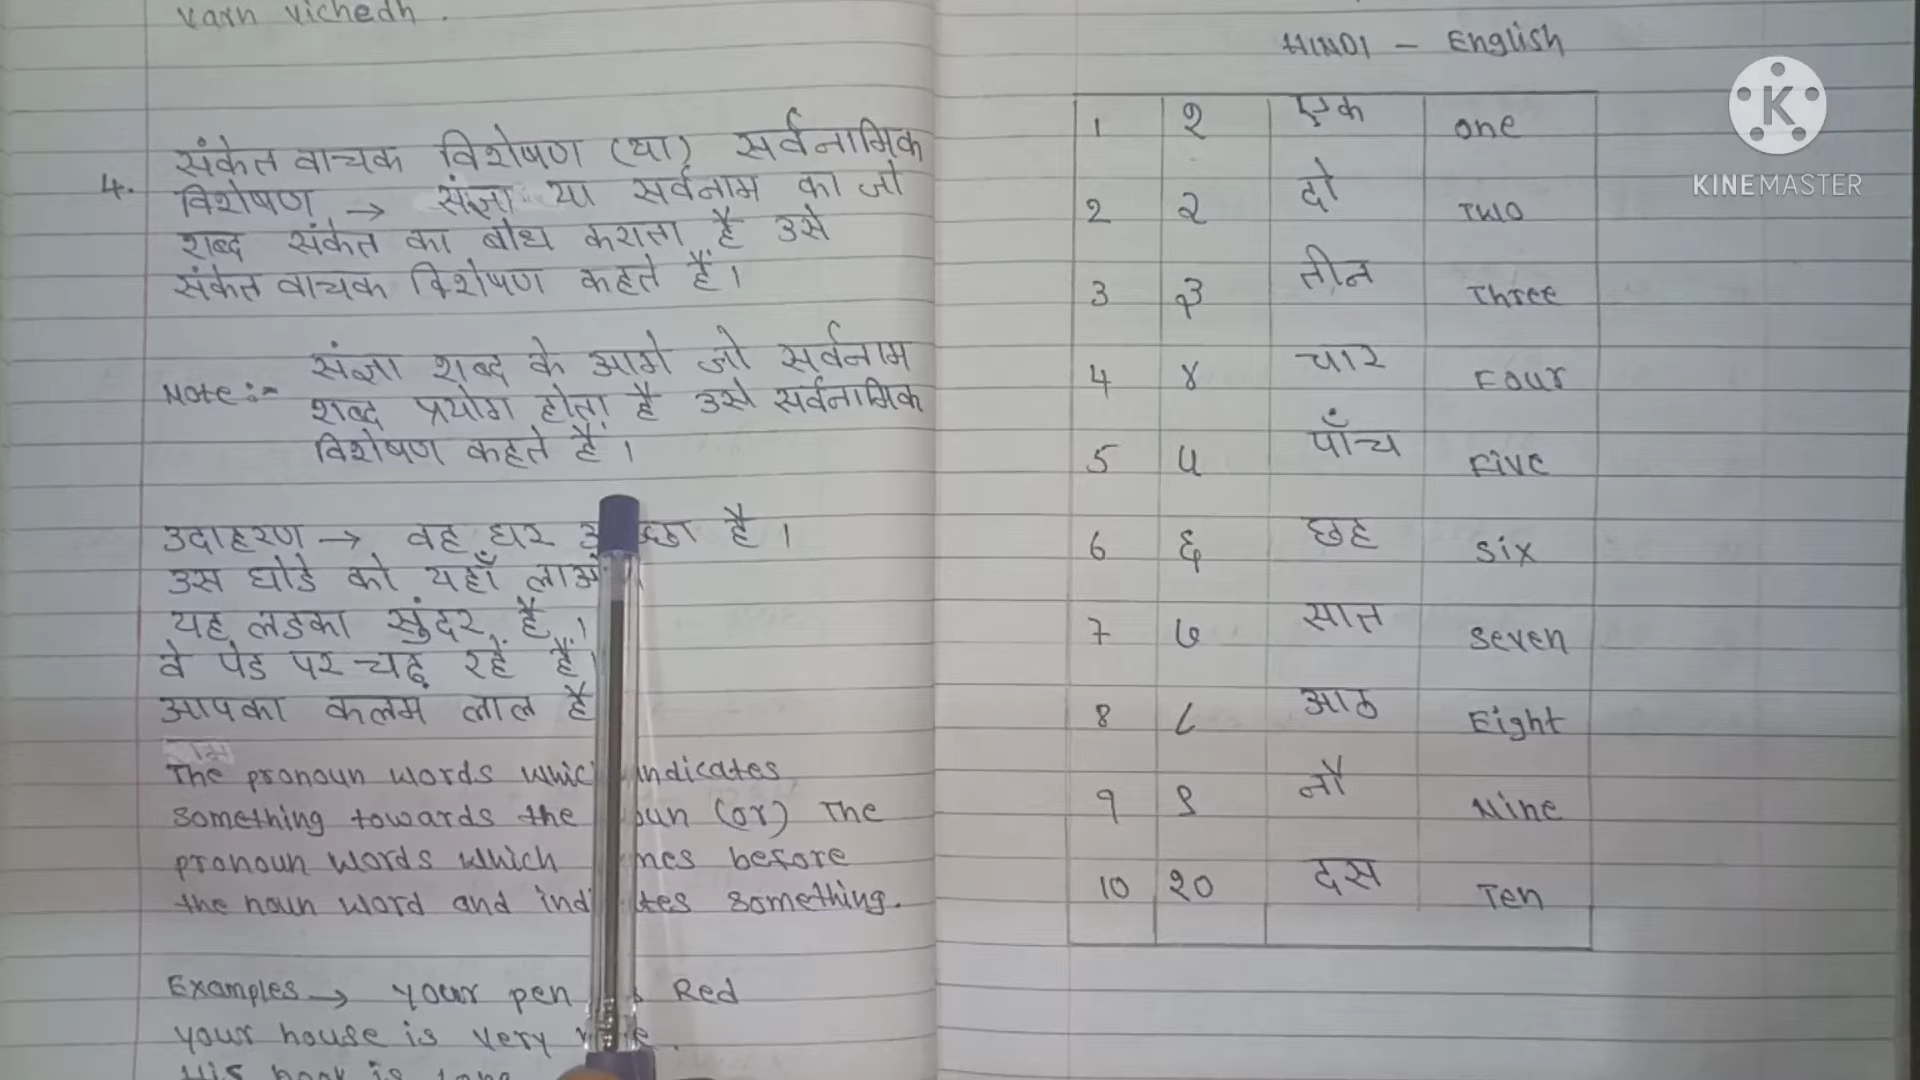 varn vichedh.
4. संकेत वाचक विशेषण (या) सर्वनामिक
विशेषण → संज्ञा या सर्वनाम का जो
शब्द संकेत का बोध कराता है उसे
संकेत वाचक विशेषण कहते हैं।
Note:- संज्ञा शब्द के आगे जो सर्वनाम
शब्द प्रयोग होता है उसे सर्वनामिक
विशेषण कहते हैं।
उदाहरण → वह घर है।
उस घोडे को यहाँ
यह लडका सुंदर है।
वे पेड पर चढ़ रहें हैं।
आपका कलम लाल है
The pronoun words which indicates
something towards the noun (or) The
pronoun words which before
the noun word and something.
Examples → your pen Red
your house is very
His book is
HINDI - English
1 १ एक one
2 २ दो Two
3 ३ तीन Three
4 ४ चार Four
5 ५ पाँच Five
6 ६ छह Six
7 ७ सात Seven
8 ८ आठ Eight
9 ९ नौ Nine
10 १० दस Ten
K
KINEMASTER